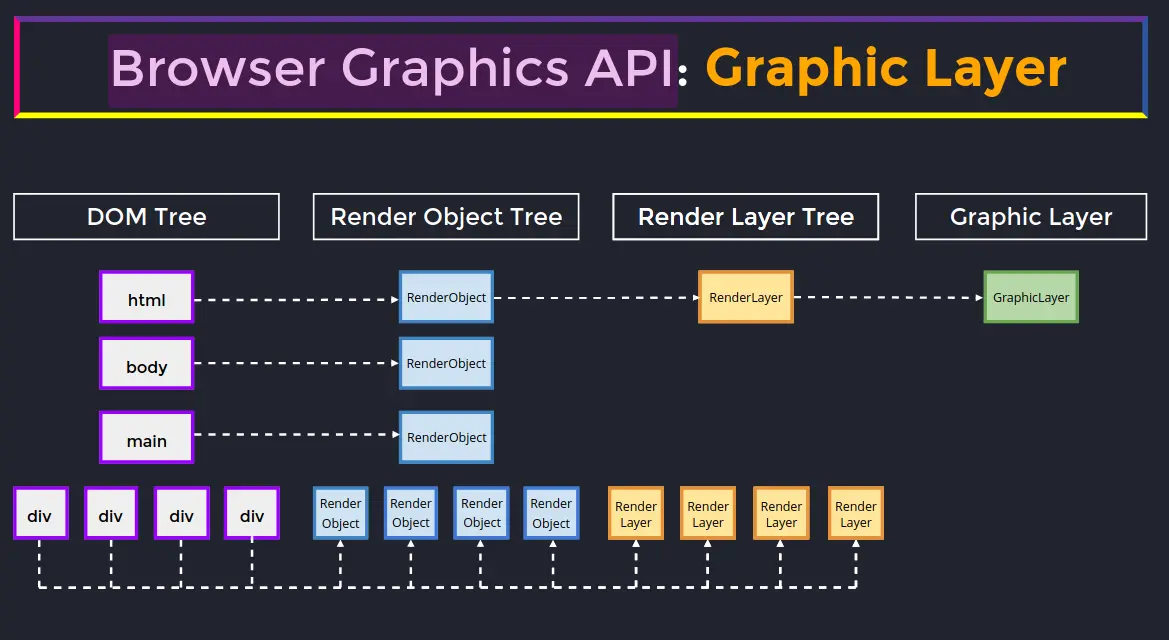 Browser Graphics API: Graphic Layer
DOM Tree
Render Object Tree
Render Layer Tree
Graphic Layer
html
RenderObject
RenderLayer
GraphicLayer
body
RenderObject
main
RenderObject
div
div
div
div
Render
Object
Render
Object
Render
Object
Render
Object
Render
Layer
Render
Layer
Render
Layer
Render
Layer